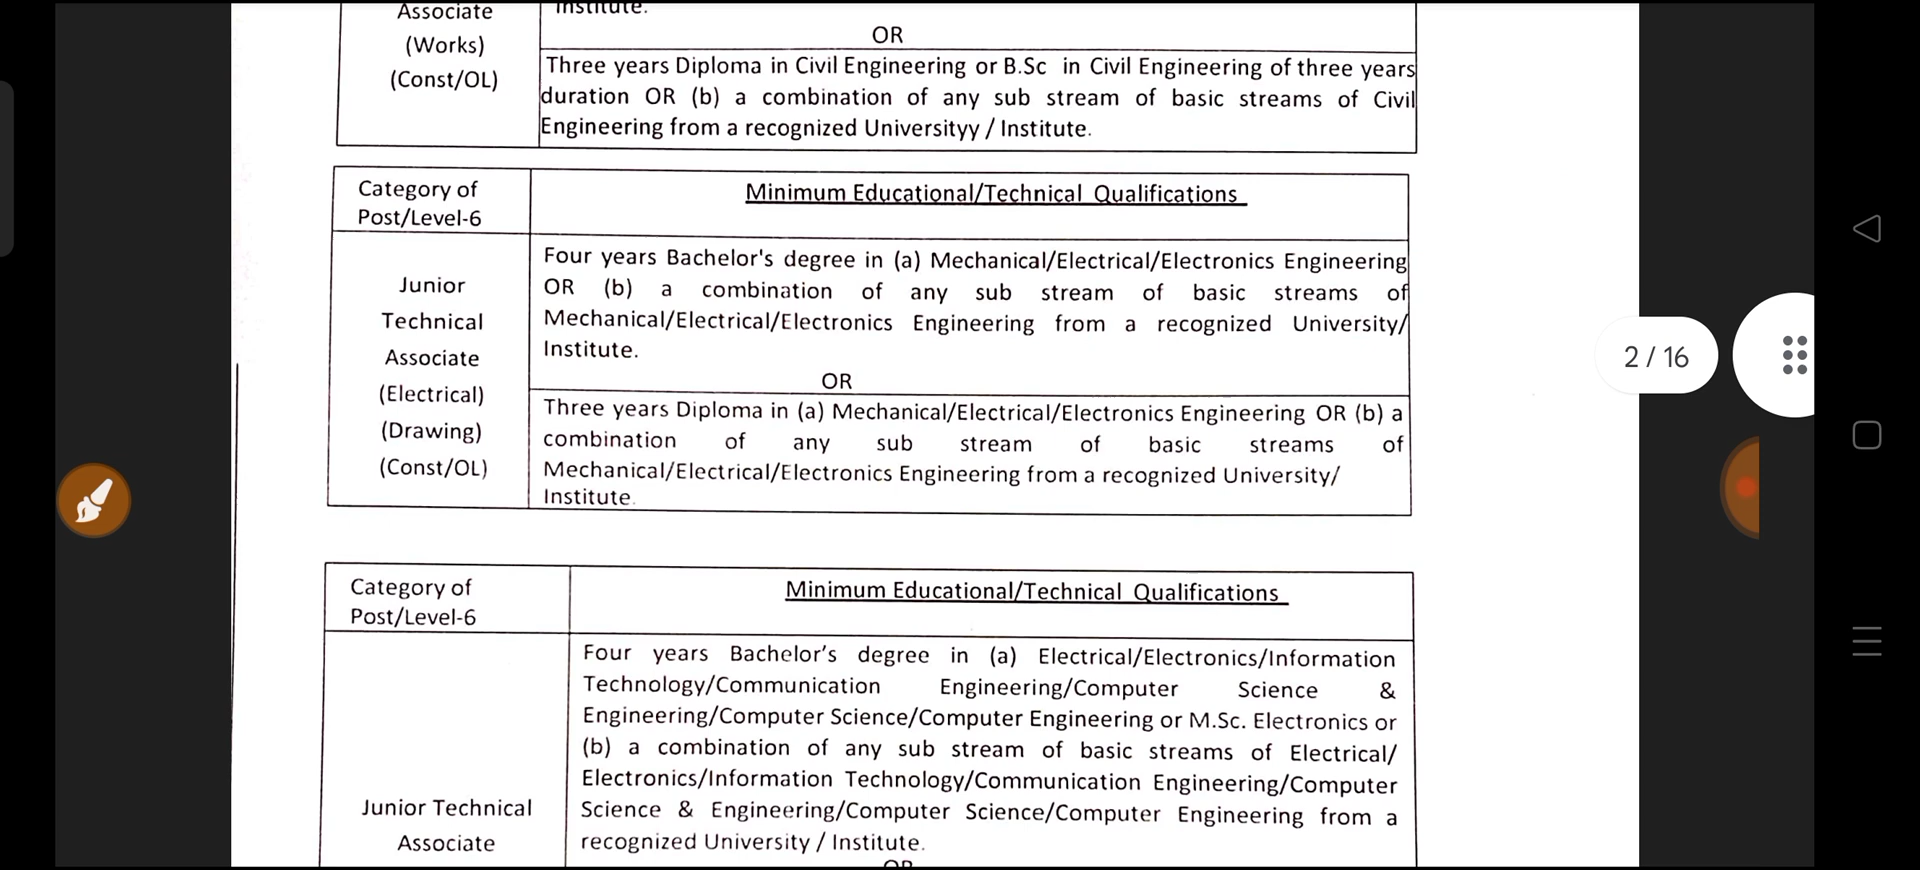 Associate
Institute.
(Works)
OR
(Const/OL)
Three years Diploma in Civil Engineering or B.Sc in Civil Engineering of three years
duration OR (b) a combination of any sub stream of basic streams of Civil
Engineering from a recognized Universityy / Institute.
Category of
Post/Level-6
Minimum Educational/Technical Qualifications
Junior
Technical
Associate
(Electrical)
(Drawing)
(Const/OL)
Four years Bachelor's degree in (a) Mechanical/Electrical/Electronics Engineering
OR (b) a combination of any sub stream of basic streams of
Mechanical/Electrical/Electronics Engineering from a recognized University/
Institute.
OR
Three years Diploma in (a) Mechanical/Electrical/Electronics Engineering OR (b) a
combination of any sub stream of basic streams of
Mechanical/Electrical/Electronics Engineering from a recognized University/
Institute.
2 / 16
Category of
Post/Level-6
Minimum Educational/Technical Qualifications
Junior Technical
Associate
Four years Bachelor's degree in (a) Electrical/Electronics/Information
Technology/Communication Engineering/Computer Science &
Engineering/Computer Science/Computer Engineering or M.Sc. Electronics or
(b) a combination of any sub stream of basic streams of Electrical/
Electronics/Information Technology/Communication Engineering/Computer
Science & Engineering/Computer Science/Computer Engineering from a
recognized University / Institute.
OR